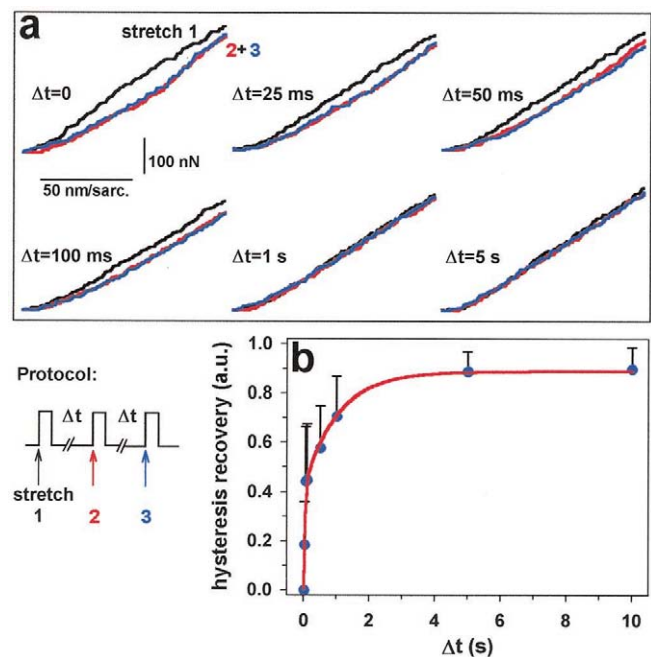 a
stretch 1
2+3
Δt=0
Δt=25 ms
Δt=50 ms
100 nN
50 nm/sarc.
Δt=100 ms
Δt=1 s
Δt=5 s
Protocol:
Δt Δt
stretch
1 2 3
b
hysteresis recovery (a.u.)
1.0
0.8
0.6
0.4
0.2
0.0
0 2 4 6 8 10
Δt (s)